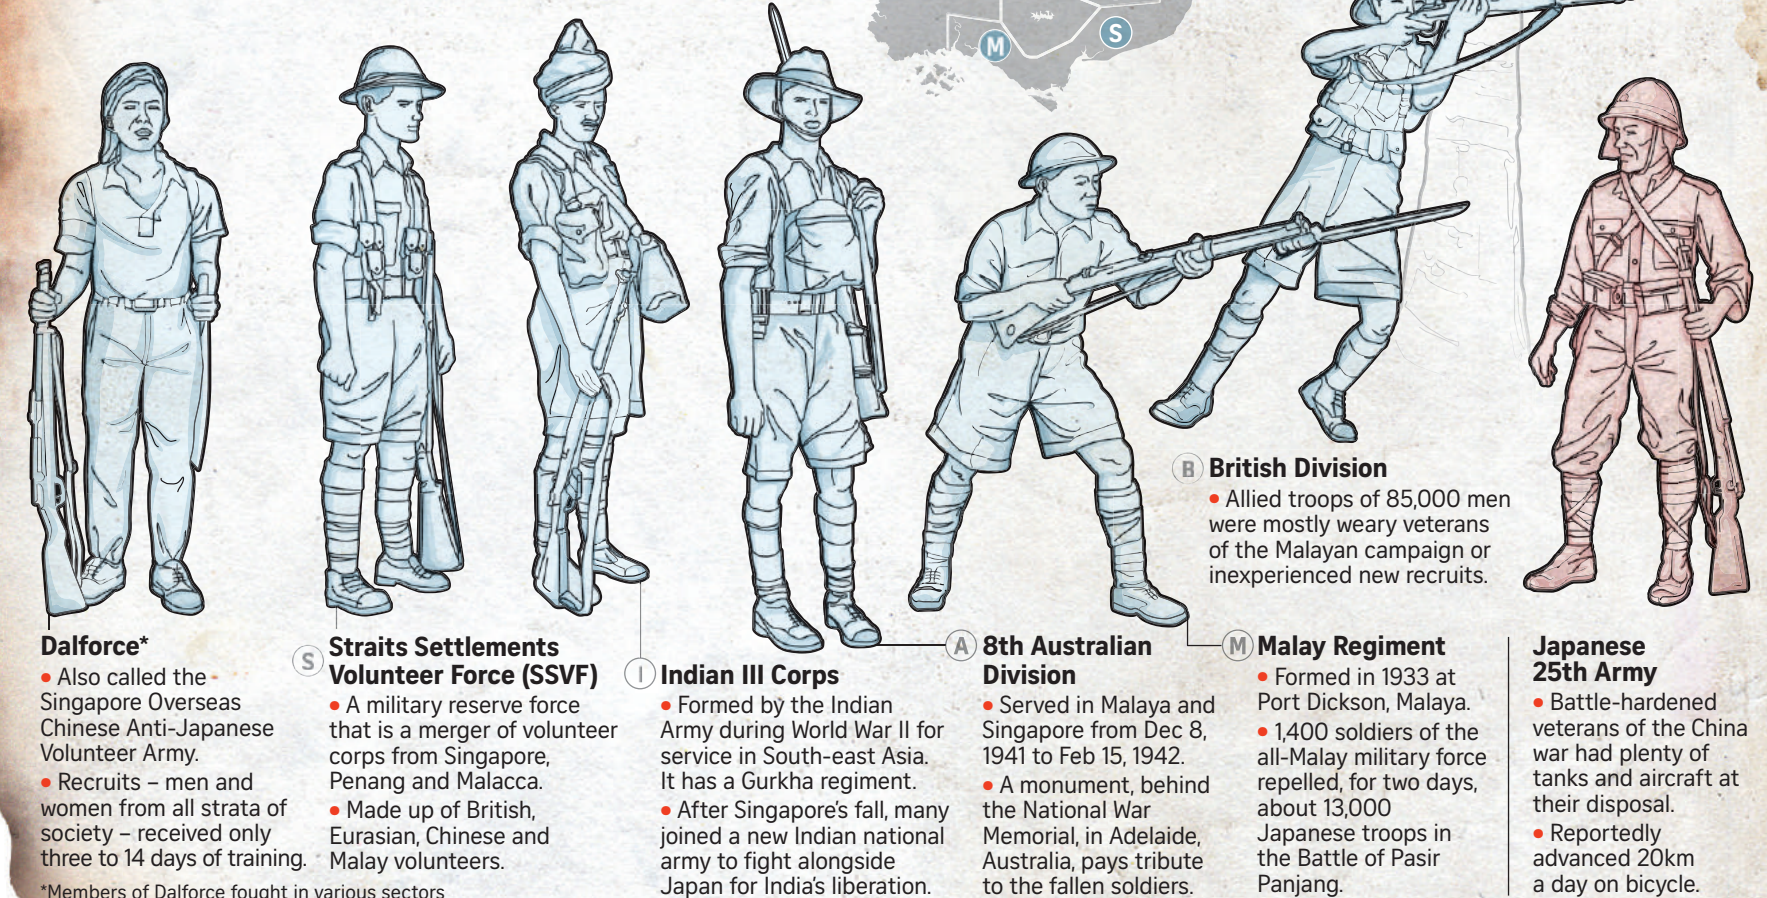 M
S
B British Division
• Allied troops of 85,000 men
were mostly weary veterans
of the Malayan campaign or
inexperienced new recruits.
Dalforce*
• Also called the
Singapore Overseas
Chinese Anti-Japanese
Volunteer Army.
• Recruits – men and
women from all strata of
society – received only
three to 14 days of training.
*Members of Dalforce fought in various sectors
S
Straits Settlements
Volunteer Force (SSVF)
• A military reserve force
that is a merger of volunteer
corps from Singapore,
Penang and Malacca.
• Made up of British,
Eurasian, Chinese and
Malay volunteers.
I Indian III Corps
• Formed by the Indian
Army during World War II for
service in South-east Asia.
It has a Gurkha regiment.
• After Singapore's fall, many
joined a new Indian national
army to fight alongside
Japan for India's liberation.
A 8th Australian
Division
• Served in Malaya and
Singapore from Dec 8,
1941 to Feb 15, 1942.
• A monument, behind
the National War
Memorial, in Adelaide,
Australia, pays tribute
to the fallen soldiers.
M Malay Regiment
• Formed in 1933 at
Port Dickson, Malaya.
• 1,400 soldiers of the
all-Malay military force
repelled, for two days,
about 13,000
Japanese troops in
the Battle of Pasir
Panjang.
Japanese
25th Army
• Battle-hardened
veterans of the China
war had plenty of
tanks and aircraft at
their disposal.
• Reportedly
advanced 20km
a day on bicycle.